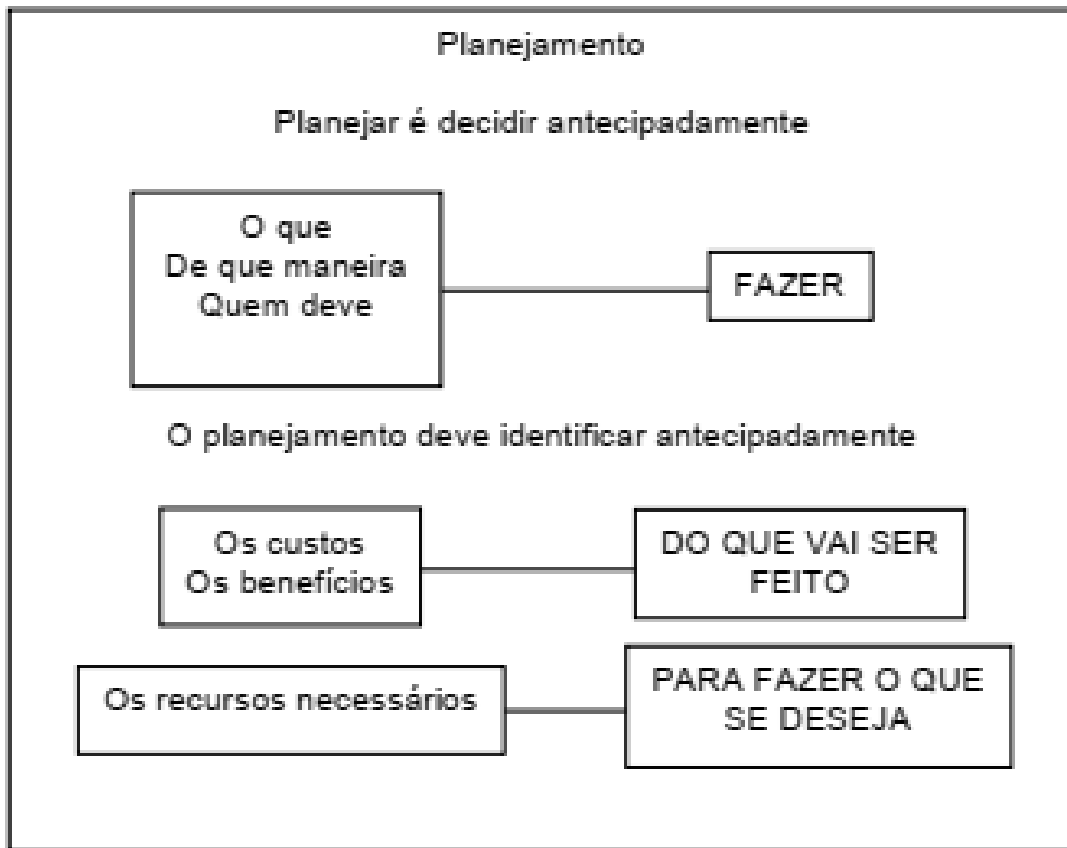 Planejamento
Planejar é decidir antecipadamente
O que
De que maneira
Quem deve
FAZER
O planejamento deve identificar antecipadamente
Os custos
Os benefícios
DO QUE VAI SER
FEITO
Os recursos necessários
PARA FAZER O QUE
SE DESEJA